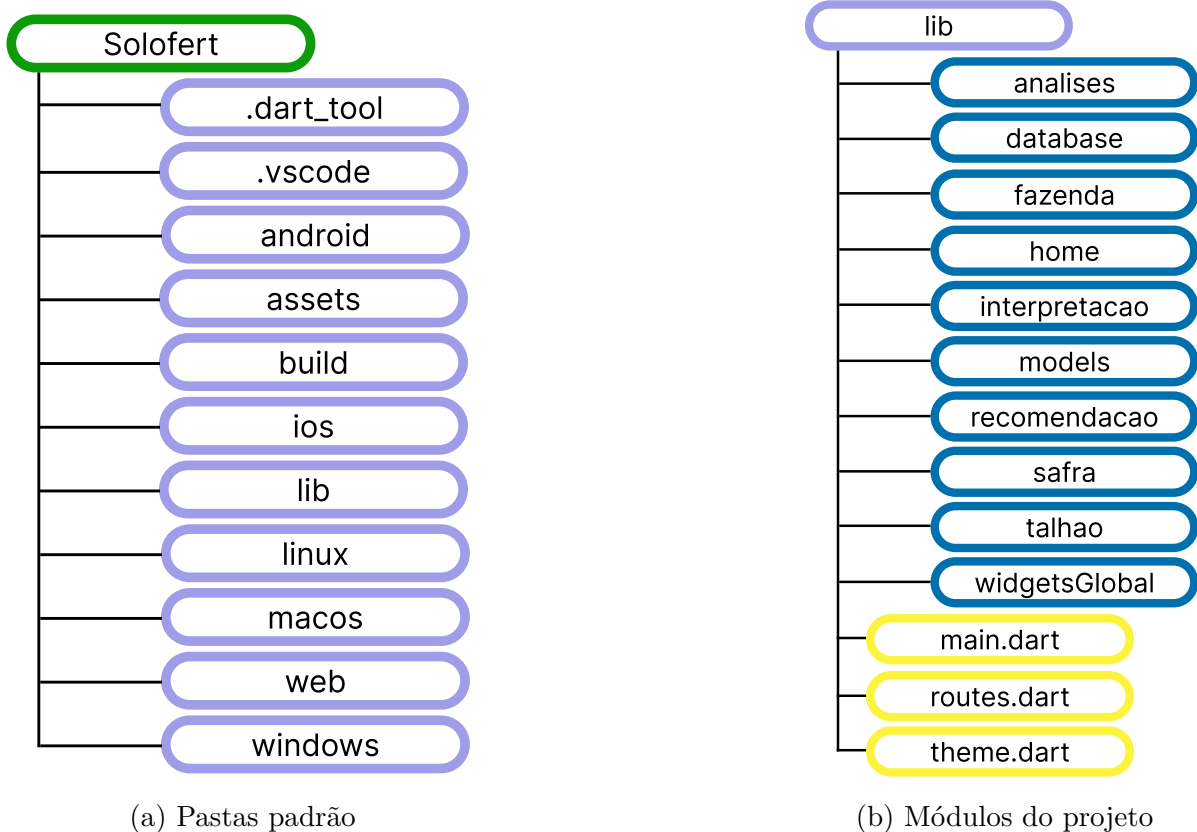 Solofert
.dart_tool
.vscode
android
assets
build
ios
lib
linux
macos
web
windows
(a) Pastas padrão
lib
analises
database
fazenda
home
interpretacao
models
recomendacao
safra
talhao
widgetsGlobal
main.dart
routes.dart
theme.dart
(b) Módulos do projeto